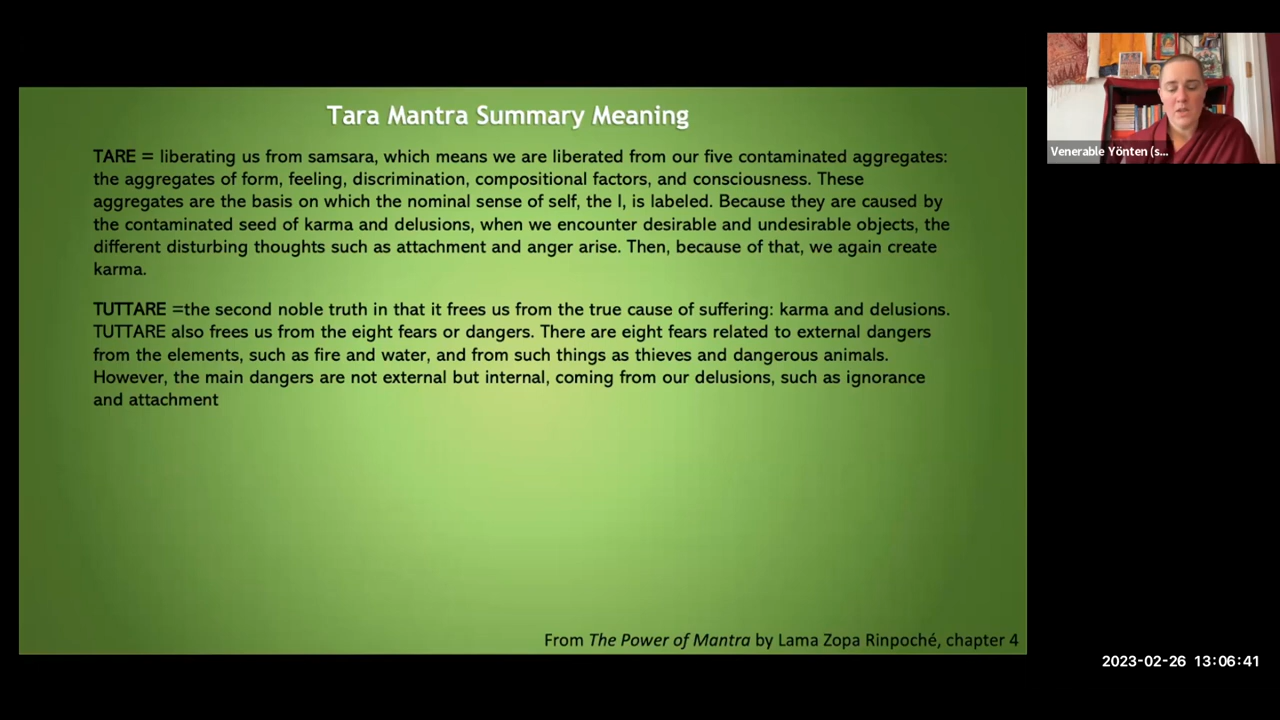 Tara Mantra Summary Meaning
TARE = liberating us from samsara, which means we are liberated from our five contaminated aggregates:
the aggregates of form, feeling, discrimination, compositional factors, and consciousness. These
aggregates are the basis on which the nominal sense of self, the I, is labeled. Because they are caused by
the contaminated seed of karma and delusions, when we encounter desirable and undesirable objects, the
different disturbing thoughts such as attachment and anger arise. Then, because of that, we again create
karma.
TUTTARE =the second noble truth in that it frees us from the true cause of suffering: karma and delusions.
TUTTARE also frees us from the eight fears or dangers. There are eight fears related to external dangers
from the elements, such as fire and water, and from such things as thieves and dangerous animals.
However, the main dangers are not external but internal, coming from our delusions, such as ignorance
and attachment
From The Power of Mantra by Lama Zopa Rinpoché, chapter 4
Venerable Yönten (s...
2023-02-26 13:06:41